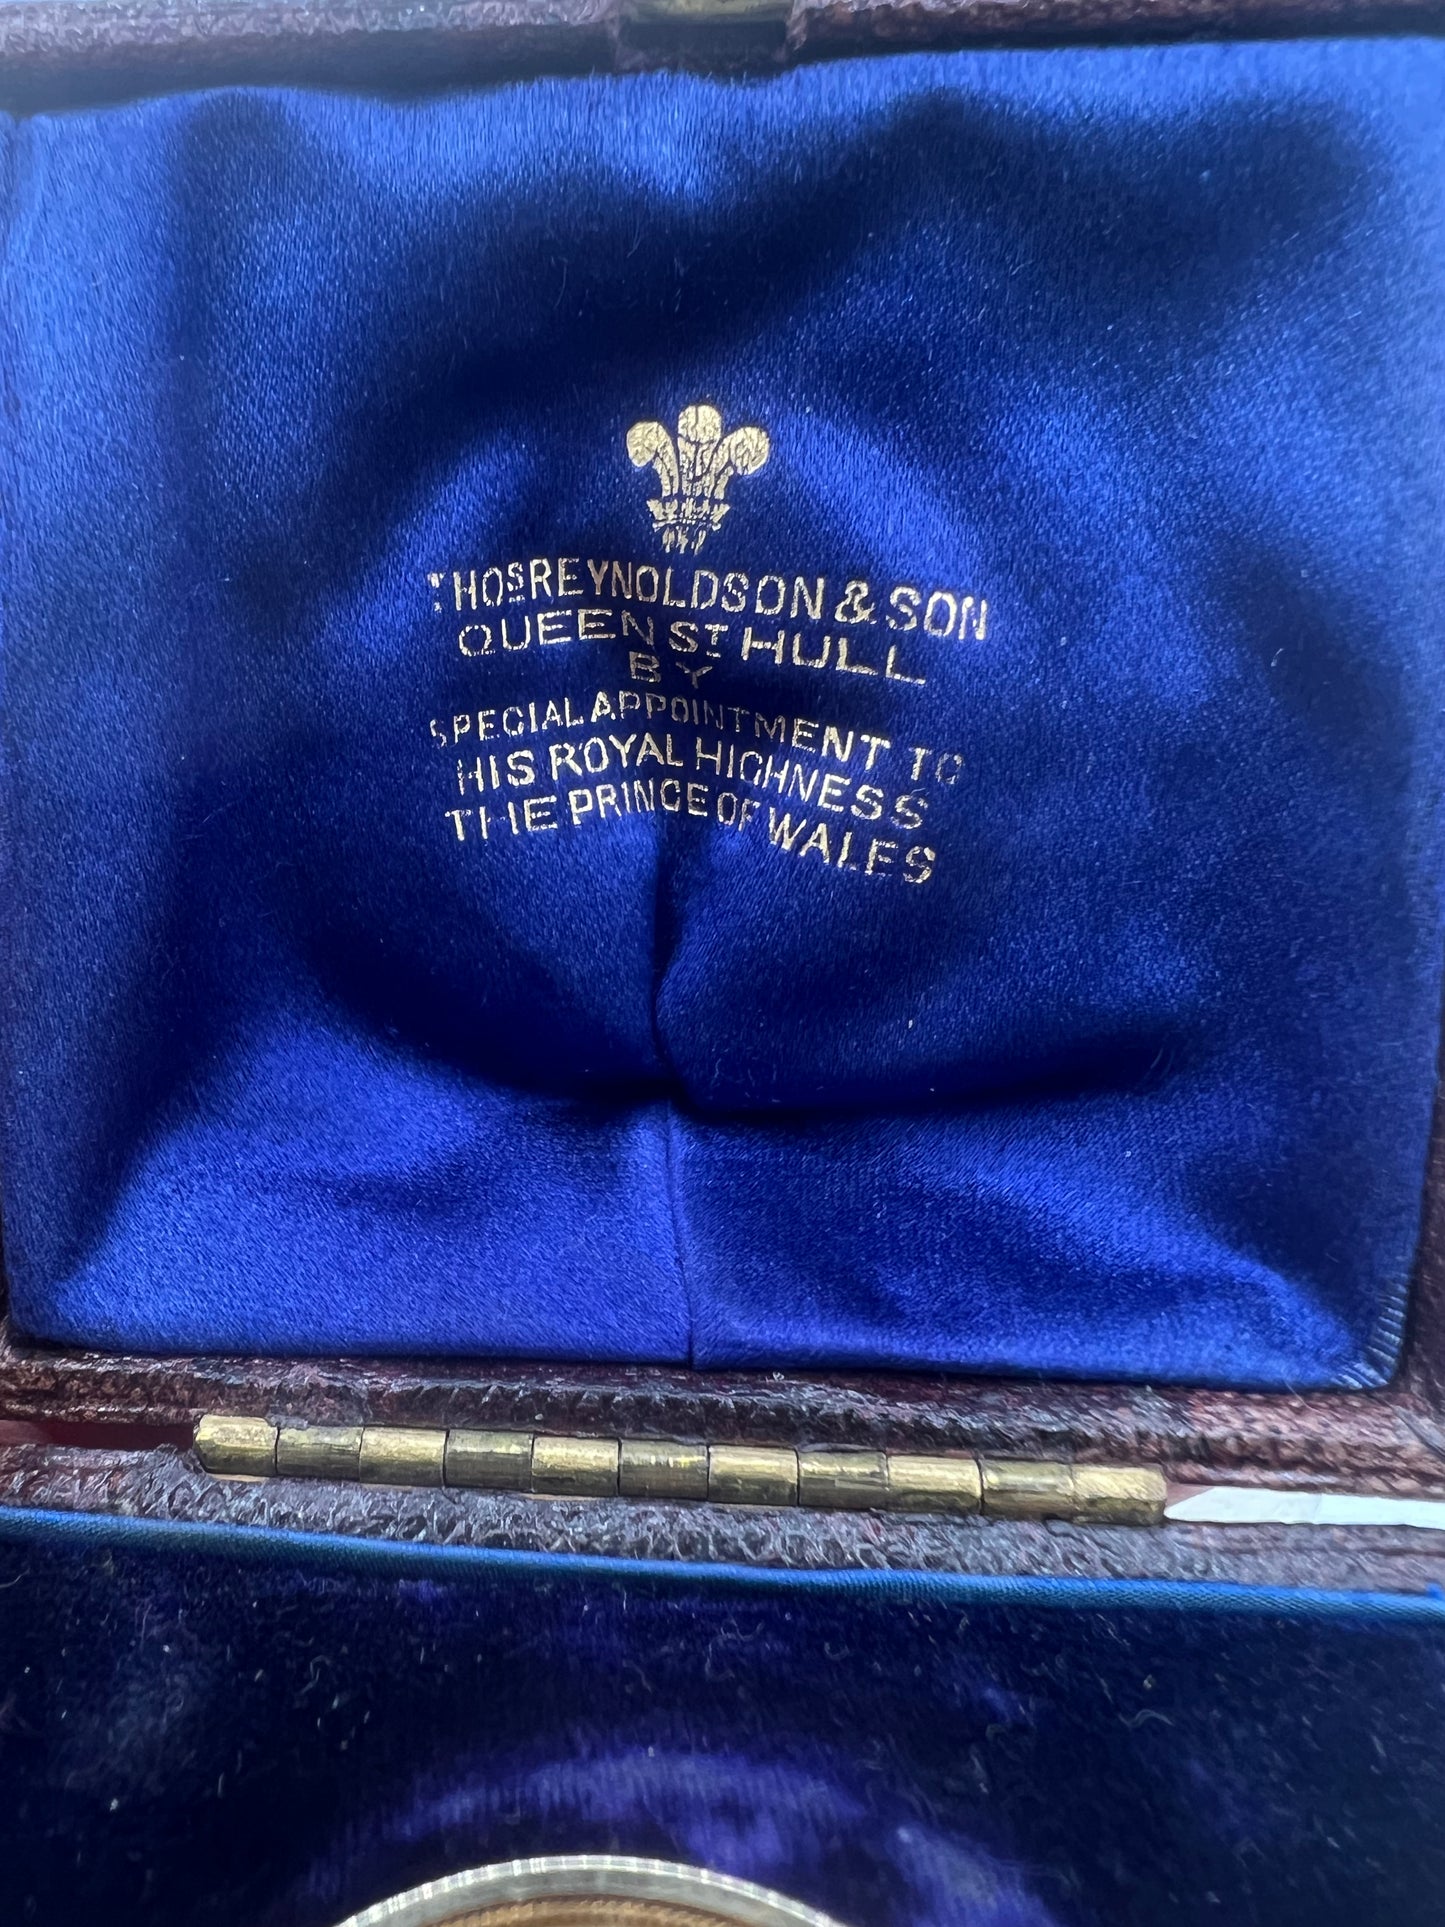 THOS REYNOLDSON & SON
QUEEN ST HULL
BY
SPECIAL APPOINTMENT TO
HIS ROYAL HIGHNESS
THE PRINCE OF WALES